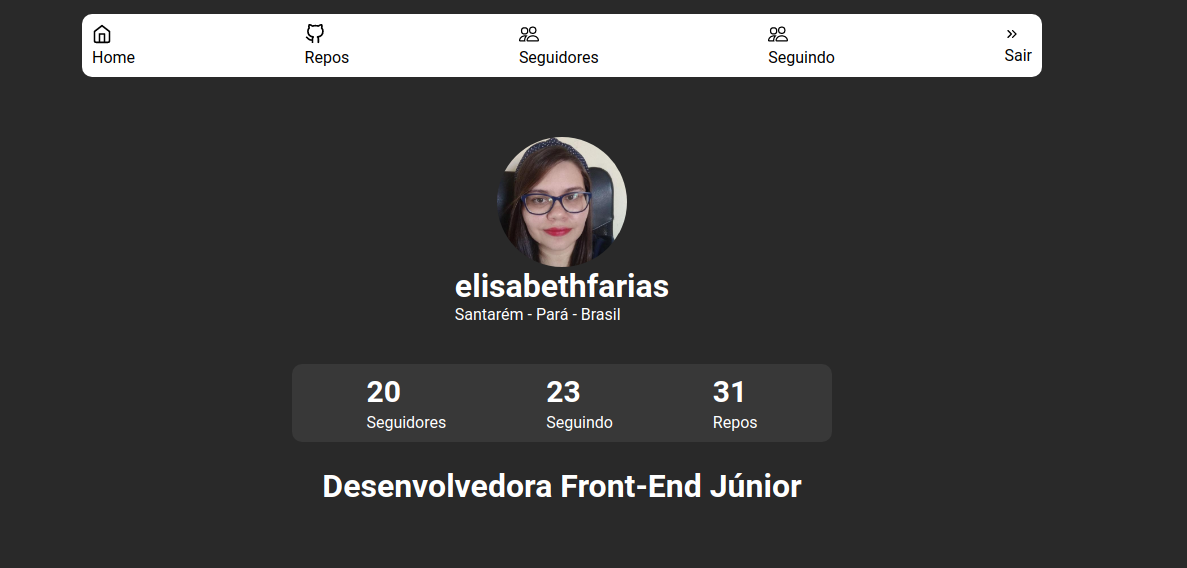 Home Repos Seguidores Seguindo Sair
elisabethfarias
Santarém - Pará - Brasil
20 23 31
Seguidores Seguindo Repos
Desenvolvedora Front-End Júnior